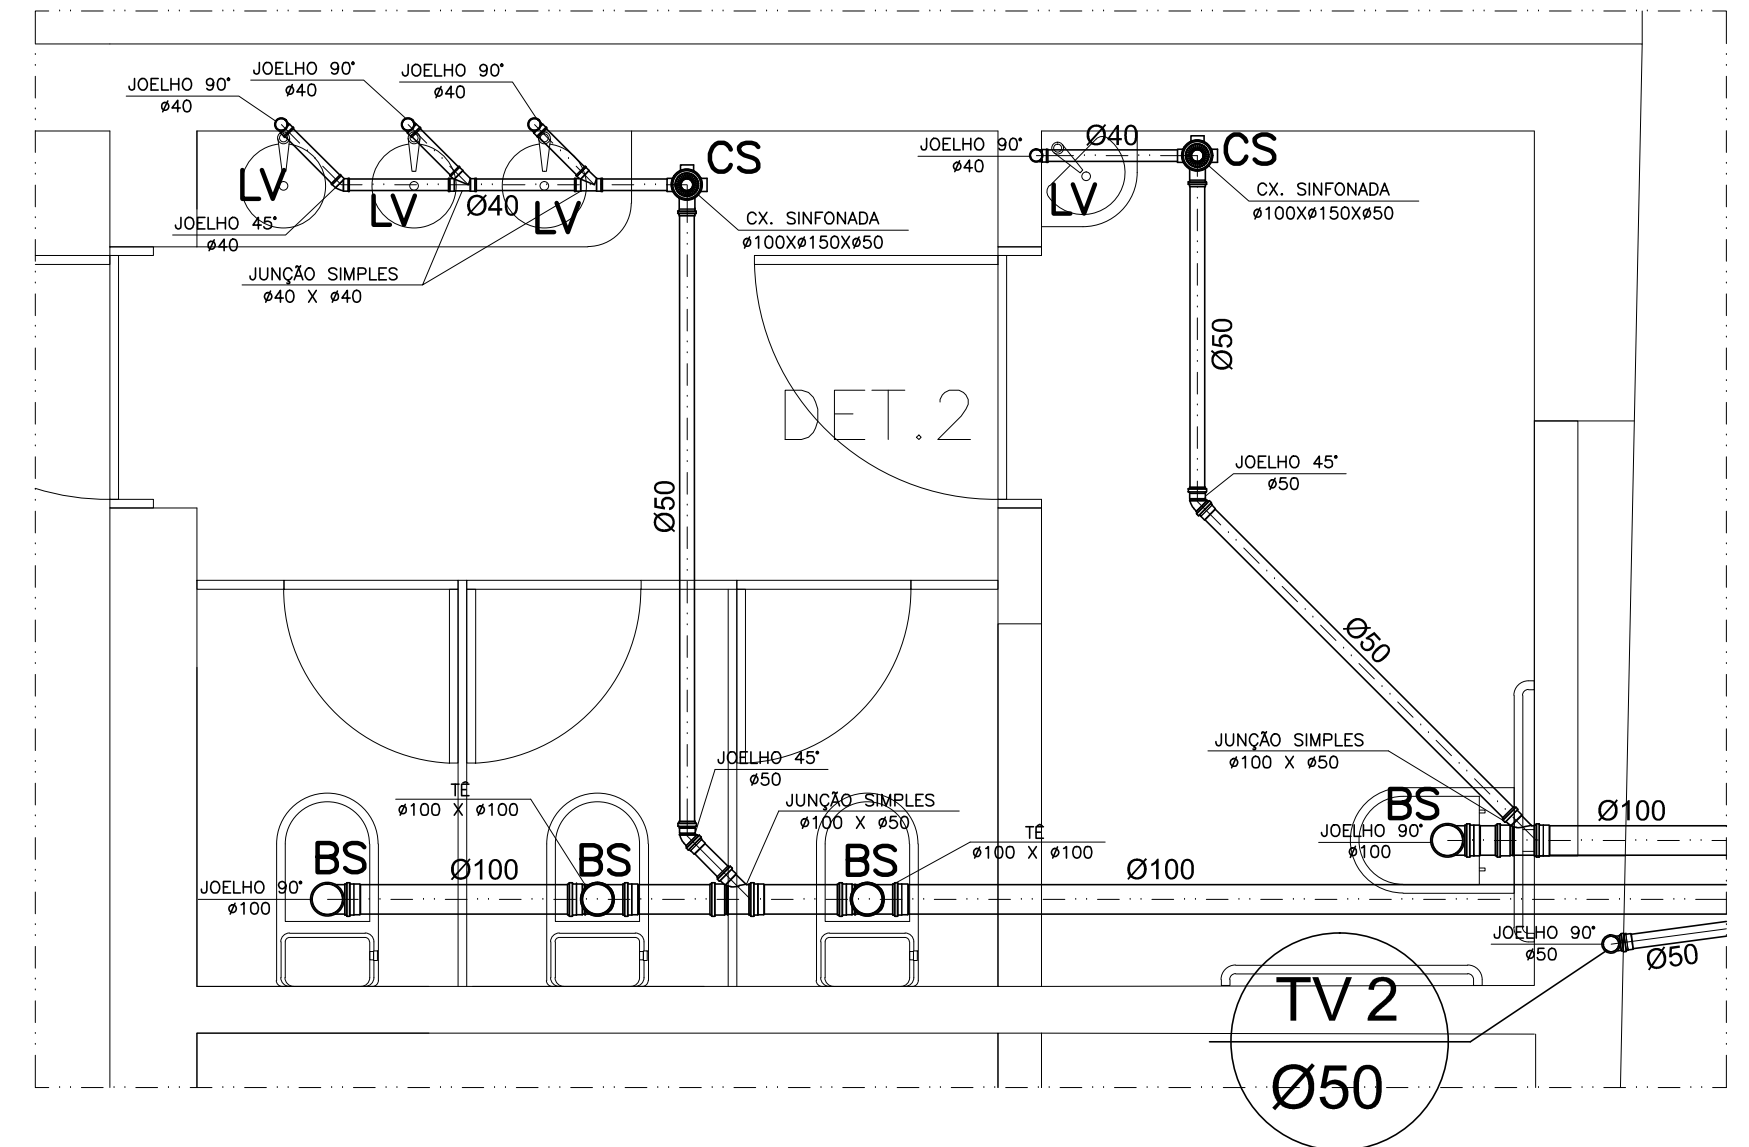 JOELHO 90°
ø40
JOELHO 90°
ø40
JOELHO 90°
ø40
LV
LV
LV
Ø40
CS
JOELHO 45°
ø40
JUNÇÃO SIMPLES
ø40 X ø40
CX. SINFONADA
ø100Xø150Xø50
JOELHO 90°
ø40
Ø40
LV
CS
CX. SINFONADA
ø100Xø150Xø50
Ø50
DET.2
JOELHO 45°
ø50
Ø50
Ø50
JOELHO 45°
ø50
JUNÇÃO SIMPLES
ø100 X ø50
TÊ
ø100 X ø100
JUNÇÃO SIMPLES
ø100 X ø50
TÊ
ø100 X ø100
BS
JOELHO 90°
ø100
Ø100
BS
Ø100
BS
BS
Ø100
JOELHO 90°
ø100
JOELHO 90°
ø50
Ø50
TV 2
Ø50